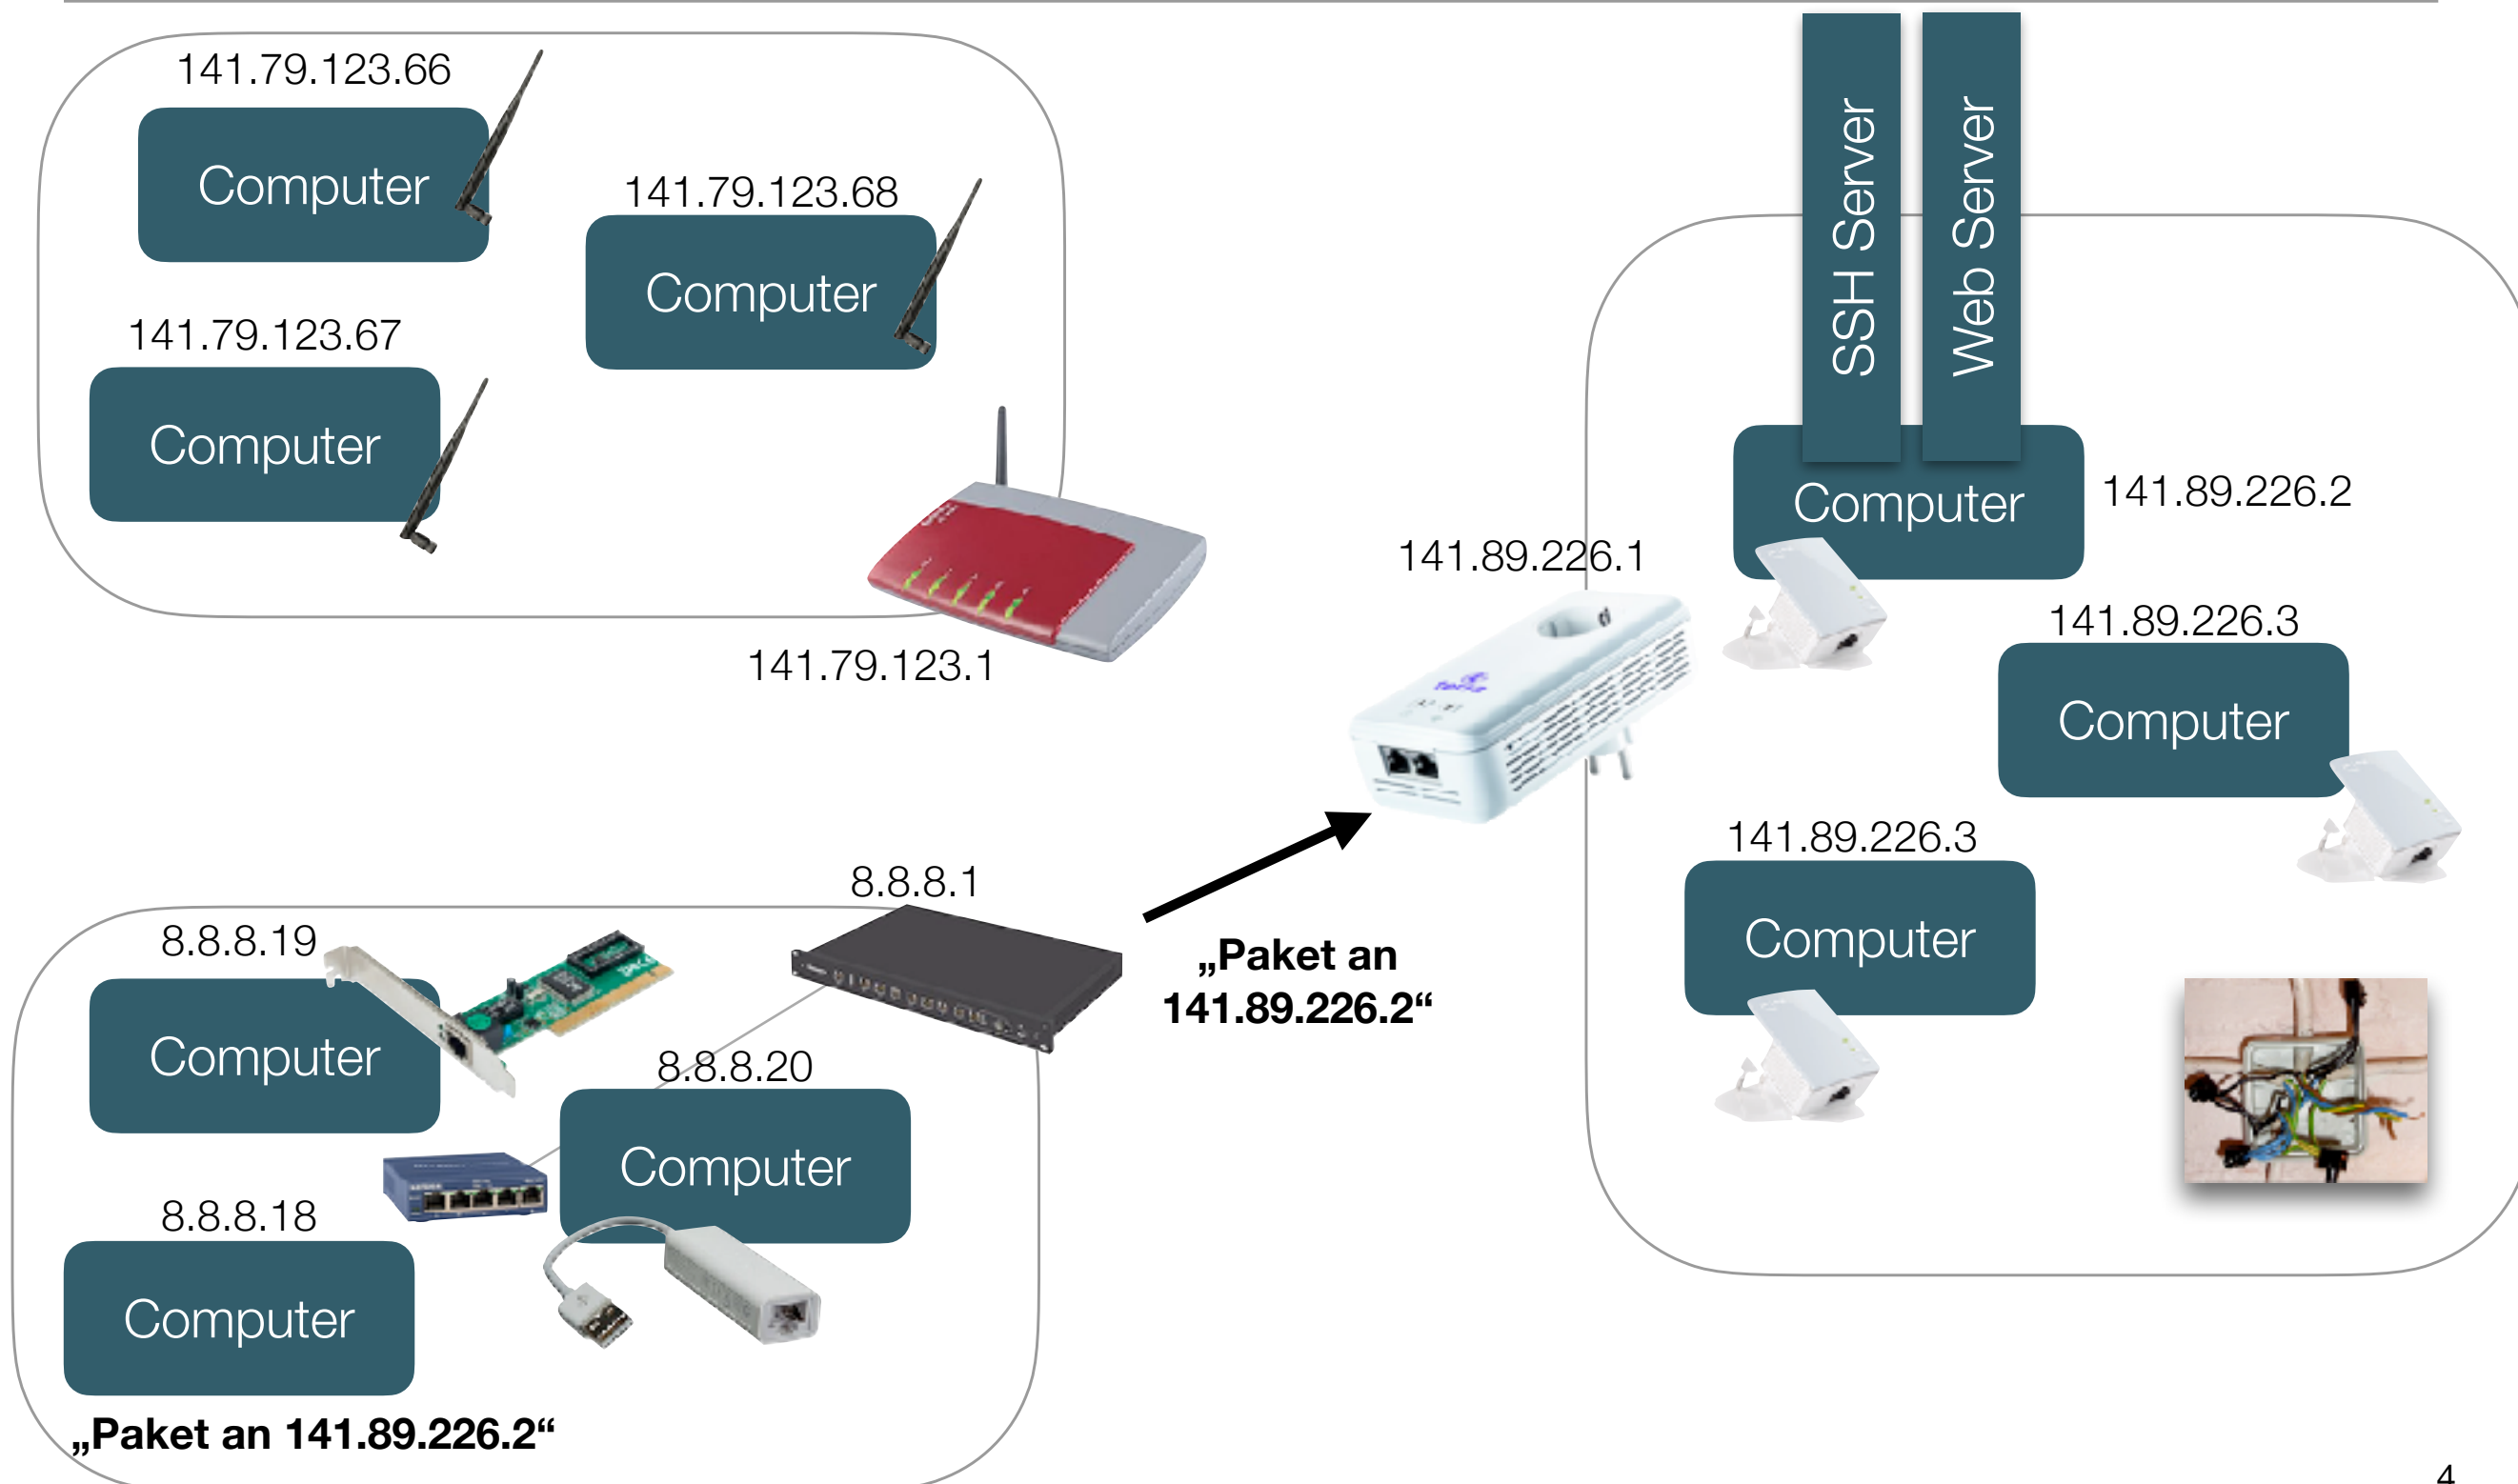 141.79.123.66
Computer
141.79.123.68
Computer
141.79.123.67
Computer
141.79.123.1
SSH Server
Web Server
Computer
141.89.226.2
141.89.226.1
141.89.226.3
Computer
141.89.226.3
Computer
8.8.8.1
8.8.8.19
Computer
8.8.8.20
Computer
8.8.8.18
Computer
„Paket an
141.89.226.2“
„Paket an 141.89.226.2“
4